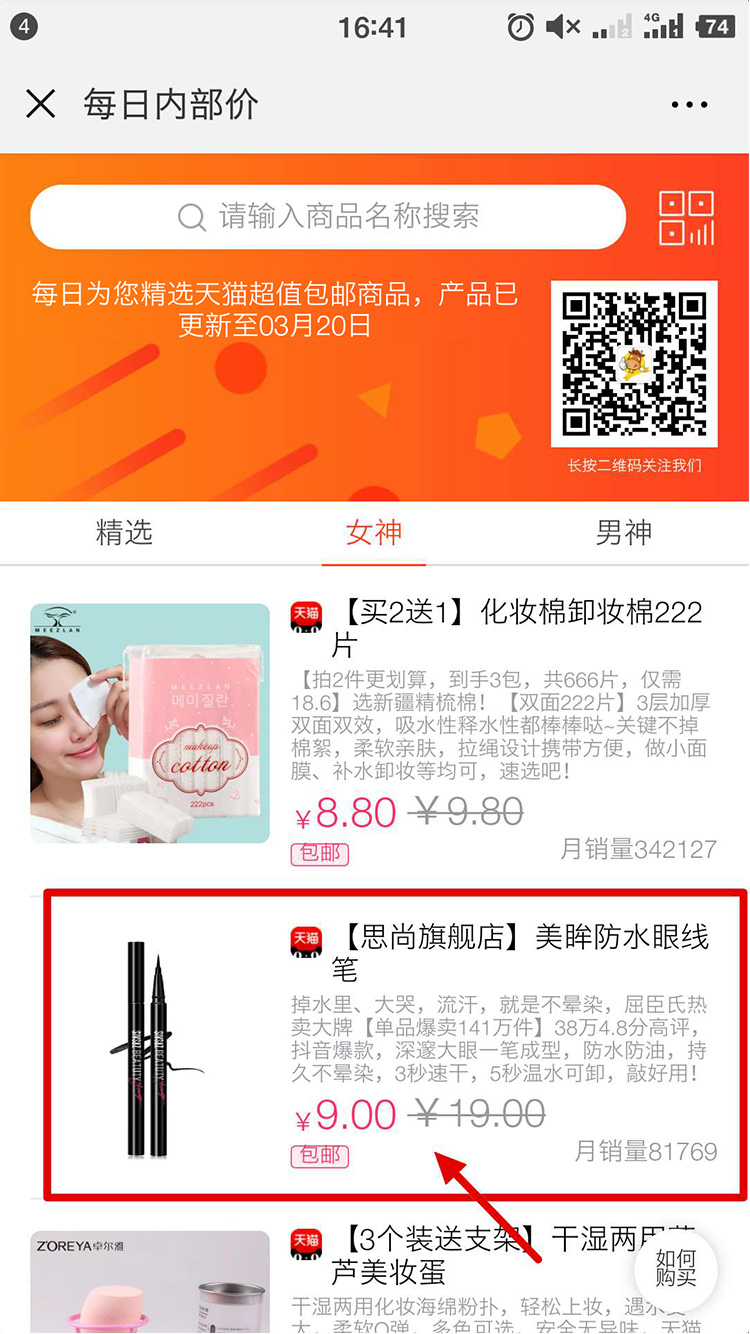 4
16:41
4G
2
1
74
每日内部价
请输入商品名称搜索
每日为您精选天猫超值包邮商品，产品已
更新至03月20日
长按二维码关注我们
精选
女神
男神
MEEZLAN
MEEZLAN
메이질란
makeup
cotton
222pcs
天猫
【买2送1】化妆棉卸妆棉222
片
【拍2件更划算，到手3包，共666片，仅需
18.6】选新疆精梳棉！【双面222片】3层加厚
双面双效，吸水性释水性都棒棒哒~关键不掉
棉絮，柔软亲肤，拉绳设计携带方便，做小面
膜、补水卸妆等均可，速选吧！
¥8.80 ¥9.80
包邮
月销量342127
天猫
【思尚旗舰店】美眸防水眼线
笔
掉水里、大哭，流汗，就是不晕染，屈臣氏热
卖大牌【单品爆卖141万件】38万4.8分高评，
抖音爆款，深邃大眼一笔成型，防水防油，持
久不晕染，3秒速干，5秒温水可卸，敲好用！
¥9.00 ¥19.00
包邮
月销量81769
Z'OREYA卓尔雅
天猫
【3个装送支架】干湿两用葫
芦美妆蛋
干湿两用化妆海绵粉扑，轻松上妆，遇水变
大，柔软Q弹，多色可选，安全无异味，天猫
如何
购买